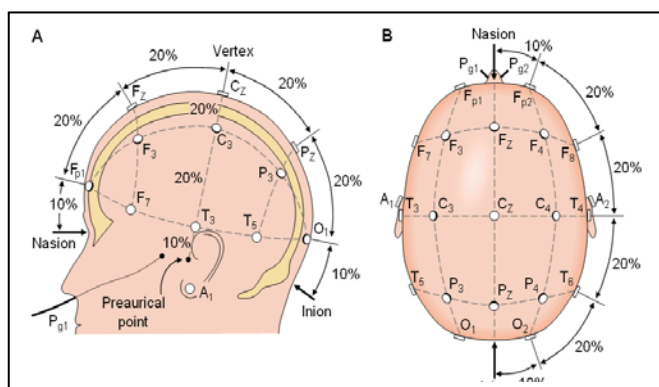 A
Vertex
20%
20%
Cz
Fz
20%
20%
20%
F3
C3
Pz
20%
Fp1
20%
P3
10%
F7
T3
T5
Nasion
10%
O1
10%
Preaurical
point
A1
Inion
Pg1
B
Nasion
10%
Pg1
Pg2
Fp1
Fp2
20%
F7
F3
Fz
F4
F8
20%
A1
T3
C3
Cz
C4
T4
A2
20%
T5
P3
Pz
P4
T6
O1
O2
20%
10%